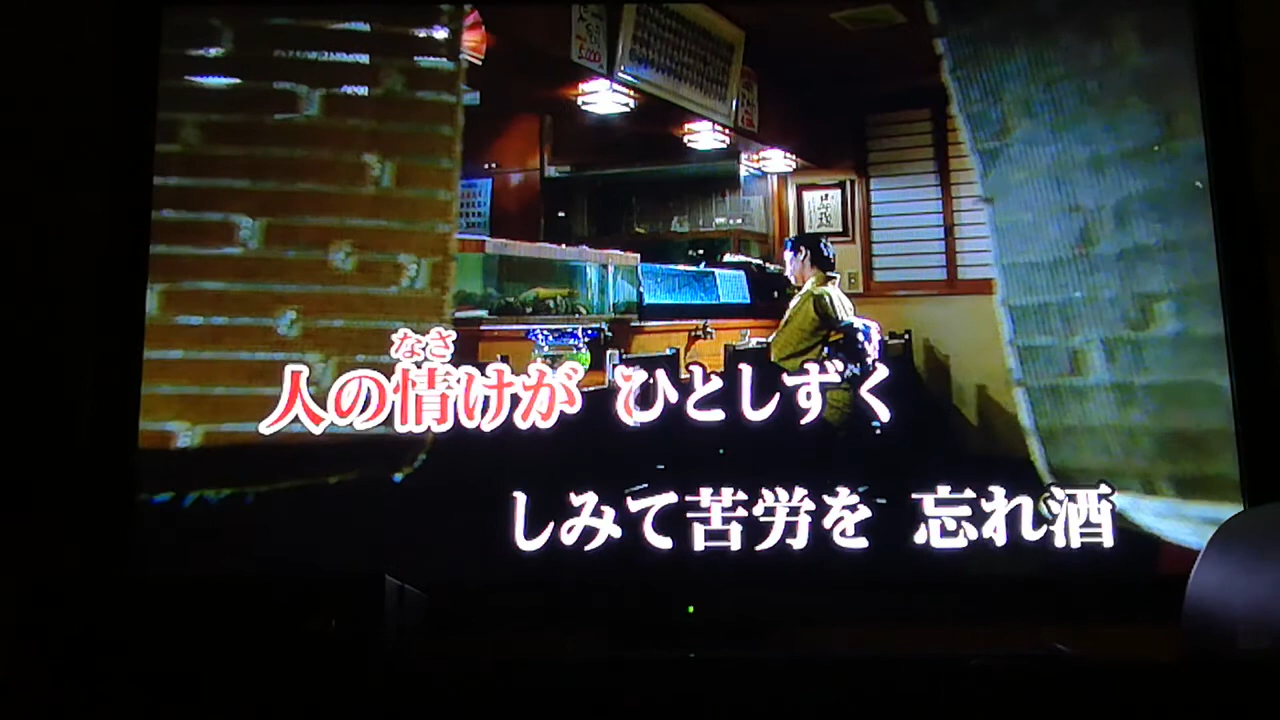 なさ
人の情けが ひとしずく
しみて苦労を 忘れ酒